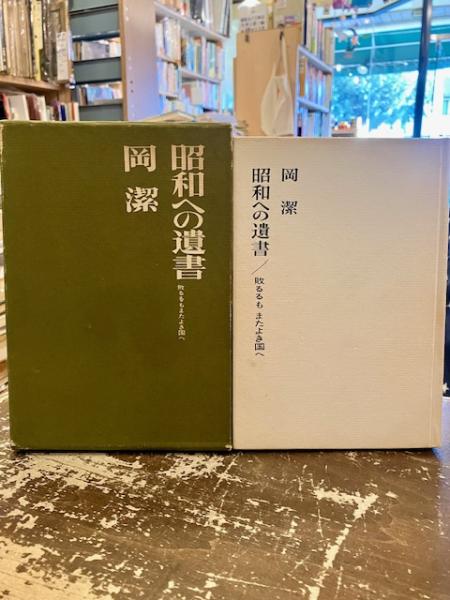 昭和への遺書
敗るるもまたよき国へ
岡潔
岡潔
昭和への遺書/敗るるも またよき国へ